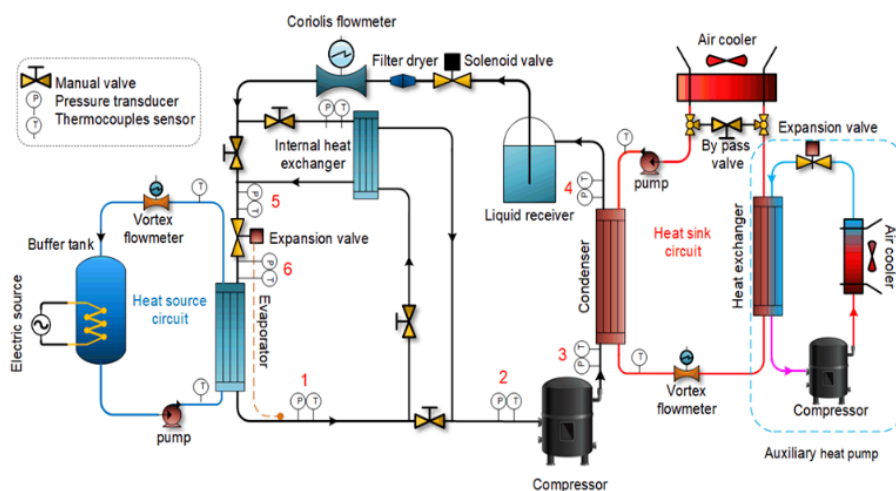 Coriolis flowmeter
Filter dryer
Solenoid valve
Air cooler
Manual valve
P
Pressure transducer
T
Thermocouples sensor
P T
Internal heat
exchanger
T
By pass
valve
Expansion valve
pump
4
P
T
Liquid receiver
5
P
T
T
Vortex
flowmeter
Buffer tank
Expansion valve
6
P
T
Heat source
circuit
Electric source
Evaporator
Condenser
Heat sink
circuit
Heat exchanger
Air
cooler
T
pump
1
P T
2
P T
3
T
P
T
Vortex
flowmeter
Compressor
Compressor
Auxiliary heat pump